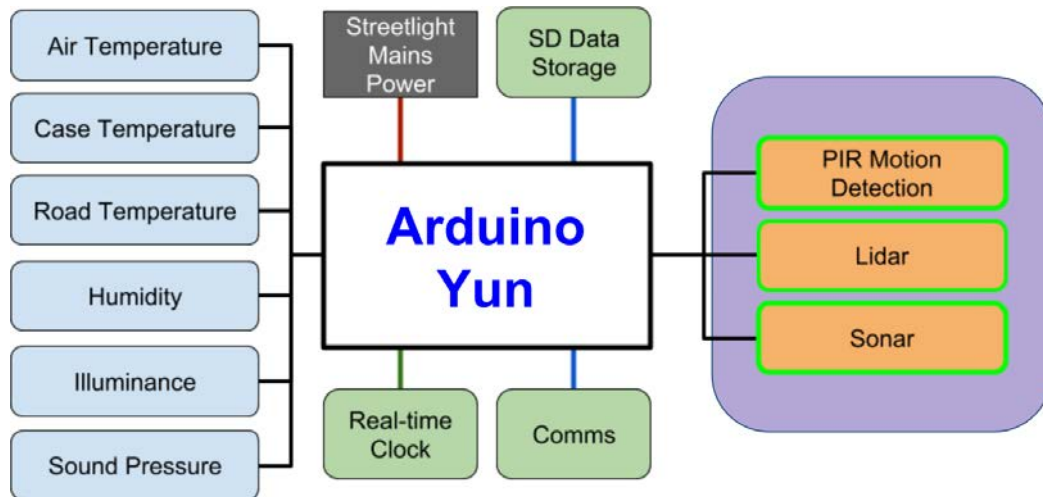 Air Temperature
Case Temperature
Road Temperature
Humidity
Illuminance
Sound Pressure
Streetlight
Mains
Power
SD Data
Storage
Arduino
Yun
Real-time
Clock
Comms
PIR Motion
Detection
Lidar
Sonar